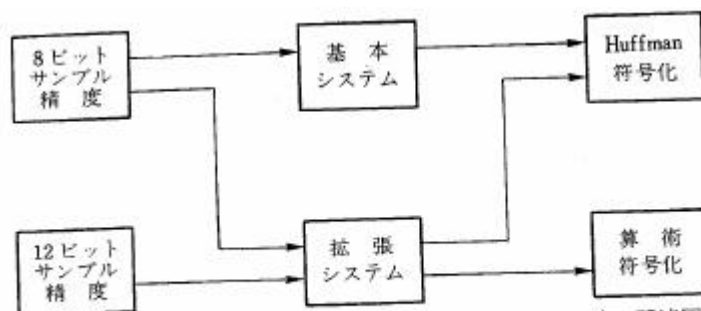 8ビット
サンプル
精度
基本
システム
Huffman
符号化
12ビット
サンプル
精度
拡張
システム
算術
符号化